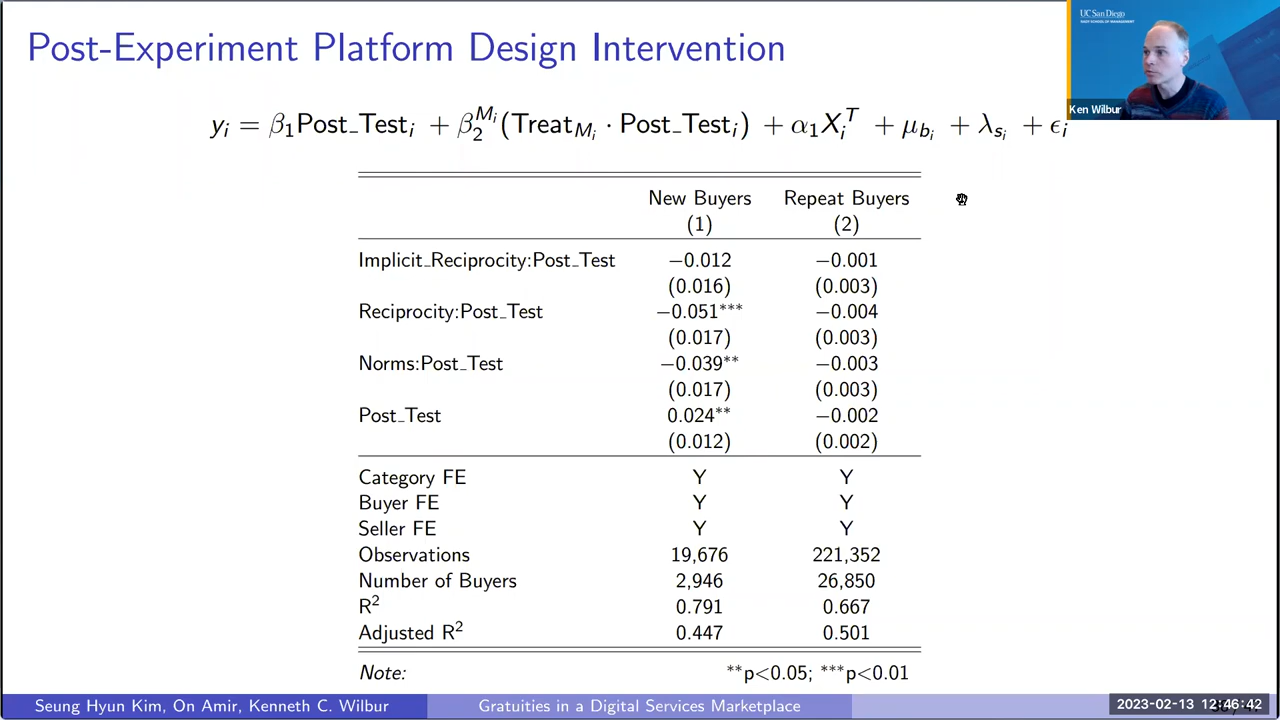 UC San Diego
RADY SCHOOL OF MANAGEMENT
Post-Experiment Platform Design Intervention
Ken Wilbur
y_i = β_1Post_Test_i + β_2^{M_i}(Treat_{M_i} · Post_Test_i) + α_1X_i^T + μ_{b_i} + λ_{s_i} + ϵ_i
New Buyers Repeat Buyers
(1) (2)
Implicit_Reciprocity:Post_Test −0.012 −0.001
(0.016) (0.003)
Reciprocity:Post_Test −0.051*** −0.004
(0.017) (0.003)
Norms:Post_Test −0.039** −0.003
(0.017) (0.003)
Post_Test 0.024** −0.002
(0.012) (0.002)
Category FE Y Y
Buyer FE Y Y
Seller FE Y Y
Observations 19,676 221,352
Number of Buyers 2,946 26,850
R² 0.791 0.667
Adjusted R² 0.447 0.501
Note: **p<0.05; ***p<0.01
Seung Hyun Kim, On Amir, Kenneth C. Wilbur Gratuities in a Digital Services Marketplace 2023-02-13 12:46:42